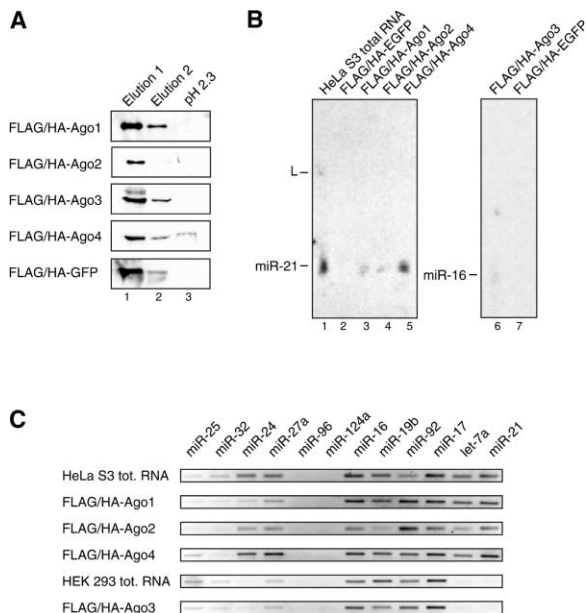 A
Elution 1
Elution 2
pH 2.3
FLAG/HA-Ago1
FLAG/HA-Ago2
FLAG/HA-Ago3
FLAG/HA-Ago4
FLAG/HA-GFP
1 2 3
B
HeLa S3 total RNA
FLAG/HA-EGFP
FLAG/HA-Ago1
FLAG/HA-Ago2
FLAG/HA-Ago4
L
miR-21
1 2 3 4 5
FLAG/HA-Ago3
FLAG/HA-EGFP
miR-16
6 7
C
miR-25
miR-32
miR-24
miR-27a
miR-96
miR-124a
miR-16
miR-19b
miR-92
miR-17
let-7a
miR-21
HeLa S3 tot. RNA
FLAG/HA-Ago1
FLAG/HA-Ago2
FLAG/HA-Ago4
HEK 293 tot. RNA
FLAG/HA-Ago3